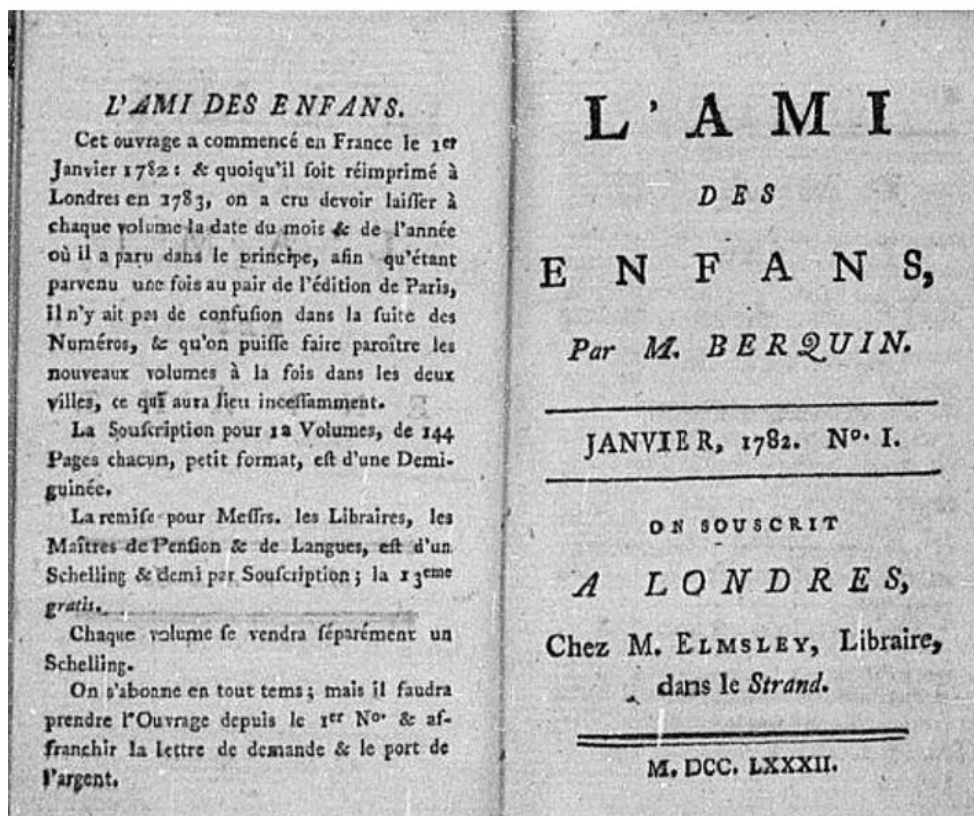 L'AMI DES ENFANS.
Cet ouvrage a commencé en France le 1er
Janvier 1782 : & quoiqu'il ſoit réimprimé à
Londres en 1783, on a cru devoir laiſſer à
chaque volume la date du mois & de l'année
où il a paru dans le principe, afin qu'étant
parvenu une fois au pair de l'édition de Paris,
il n'y ait pas de confuſion dans la ſuite des
Numéros, & qu'on puiſſe faire paroître les
nouveaux volumes à la fois dans les deux
villes, ce qui aura lieu inceſſamment.
La Souſcription pour 12 Volumes, de 144
Pages chacun, petit format, eſt d'une Demi-
guinée.
La remiſe pour Meſſrs. les Libraires, les
Maîtres de Penſion & de Langues, eſt d'un
Schelling & demi par Souſcription ; la 13eme
gratis.
Chaque volume ſe vendra ſéparément un
Schelling.
On s'abonne en tout tems ; mais il faudra
prendre l'Ouvrage depuis le 1er No. & af-
franchir la lettre de demande & le port de
l'argent.
L'AMI
DES
ENFANS,
Par M. BERQUIN.
JANVIER, 1782. No. I.
ON SOUSCRIT
A LONDRES,
Chez M. ELMSLEY, Libraire,
dans le Strand.
M. DCC. LXXXII.